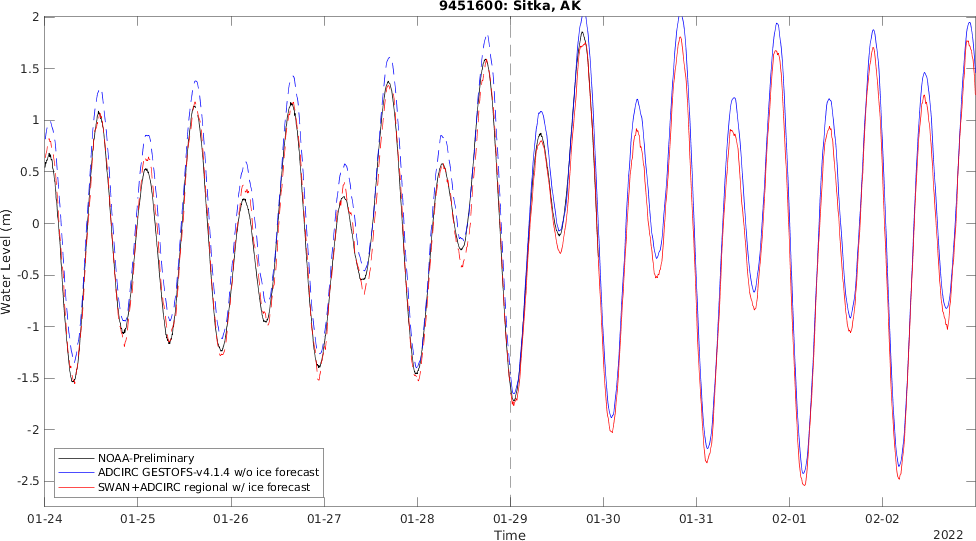 9451600: Sitka, AK
2
1.5
1
0.5
0
-0.5
-1
-1.5
-2
-2.5
Water Level (m)
NOAA-Preliminary
ADCIRC GESTOFS-v4.1.4 w/o ice forecast
SWAN+ADCIRC regional w/ ice forecast
01-24 01-25 01-26 01-27 01-28 01-29 01-30 01-31 02-01 02-02
Time
2022